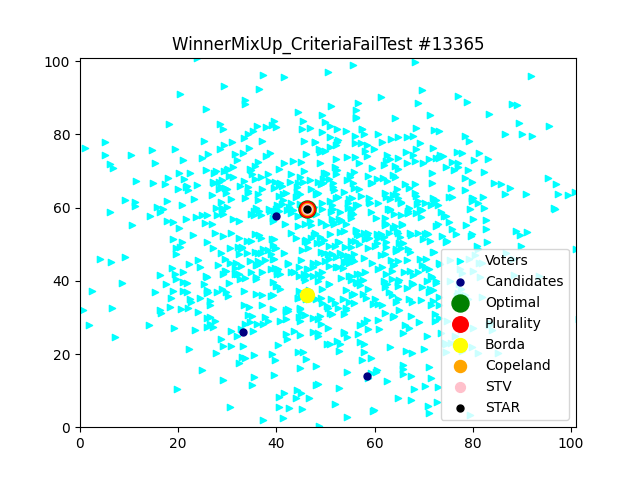 WinnerMixUp_CriteriaFailTest #13365
100
80
60
40
20
0
0 20 40 60 80 100
Voters
Candidates
Optimal
Plurality
Borda
Copeland
STV
STAR